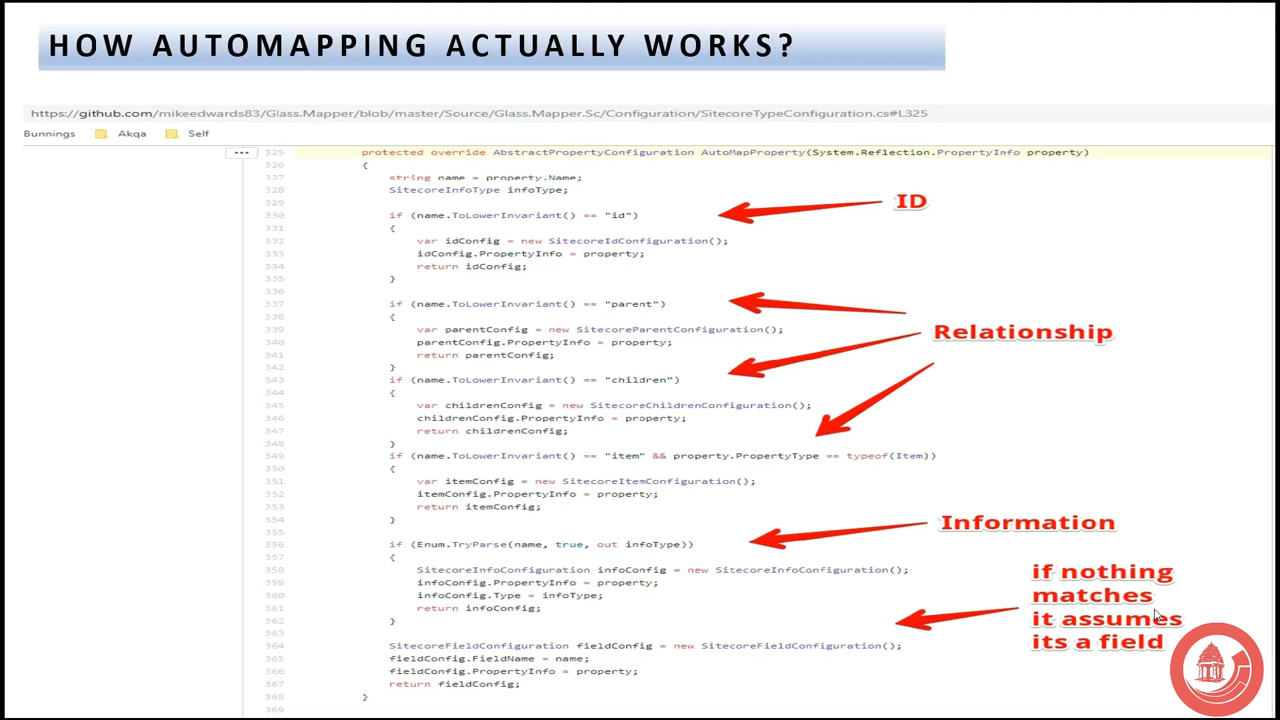 HOW AUTOMAPPING ACTUALLY WORKS?
https://github.com/mikeedwards83/Glass.Mapper/blob/master/Source/Glass.Mapper.Sc/Configuration/SitecoreTypeConfiguration.cs#L325
Bunnings Akqa Self
··· 325 protected override AbstractPropertyConfiguration AutoMapProperty(System.Reflection.PropertyInfo property)
326 {
327 string name = property.Name;
328 SitecoreInfoType infoType;
329
330 if (name.ToLowerInvariant() == "id")
331 {
332 var idConfig = new SitecoreIdConfiguration();
333 idConfig.PropertyInfo = property;
334 return idConfig;
335 }
336
337 if (name.ToLowerInvariant() == "parent")
338 {
339 var parentConfig = new SitecoreParentConfiguration();
340 parentConfig.PropertyInfo = property;
341 return parentConfig;
342 }
343 if (name.ToLowerInvariant() == "children")
344 {
345 var childrenConfig = new SitecoreChildrenConfiguration();
346 childrenConfig.PropertyInfo = property;
347 return childrenConfig;
348 }
349 if (name.ToLowerInvariant() == "item" && property.PropertyType == typeof(Item))
350 {
351 var itemConfig = new SitecoreItemConfiguration();
352 itemConfig.PropertyInfo = property;
353 return itemConfig;
354 }
355
356 if (Enum.TryParse(name, true, out infoType))
357 {
358 SitecoreInfoConfiguration infoConfig = new SitecoreInfoConfiguration();
359 infoConfig.PropertyInfo = property;
360 infoConfig.Type = infoType;
361 return infoConfig;
362 }
363
364 SitecoreFieldConfiguration fieldConfig = new SitecoreFieldConfiguration();
365 fieldConfig.FieldName = name;
366 fieldConfig.PropertyInfo = property;
367 return fieldConfig;
368 }
369
ID
Relationship
Information
if nothing
matches
it assumes
its a field